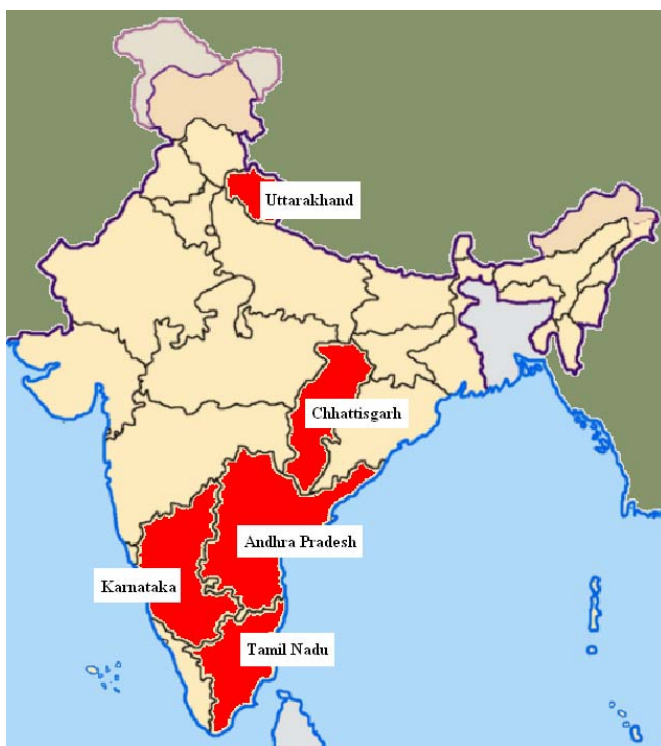 Uttarakhand
Chhattisgarh
Andhra Pradesh
Karnataka
Tamil Nadu